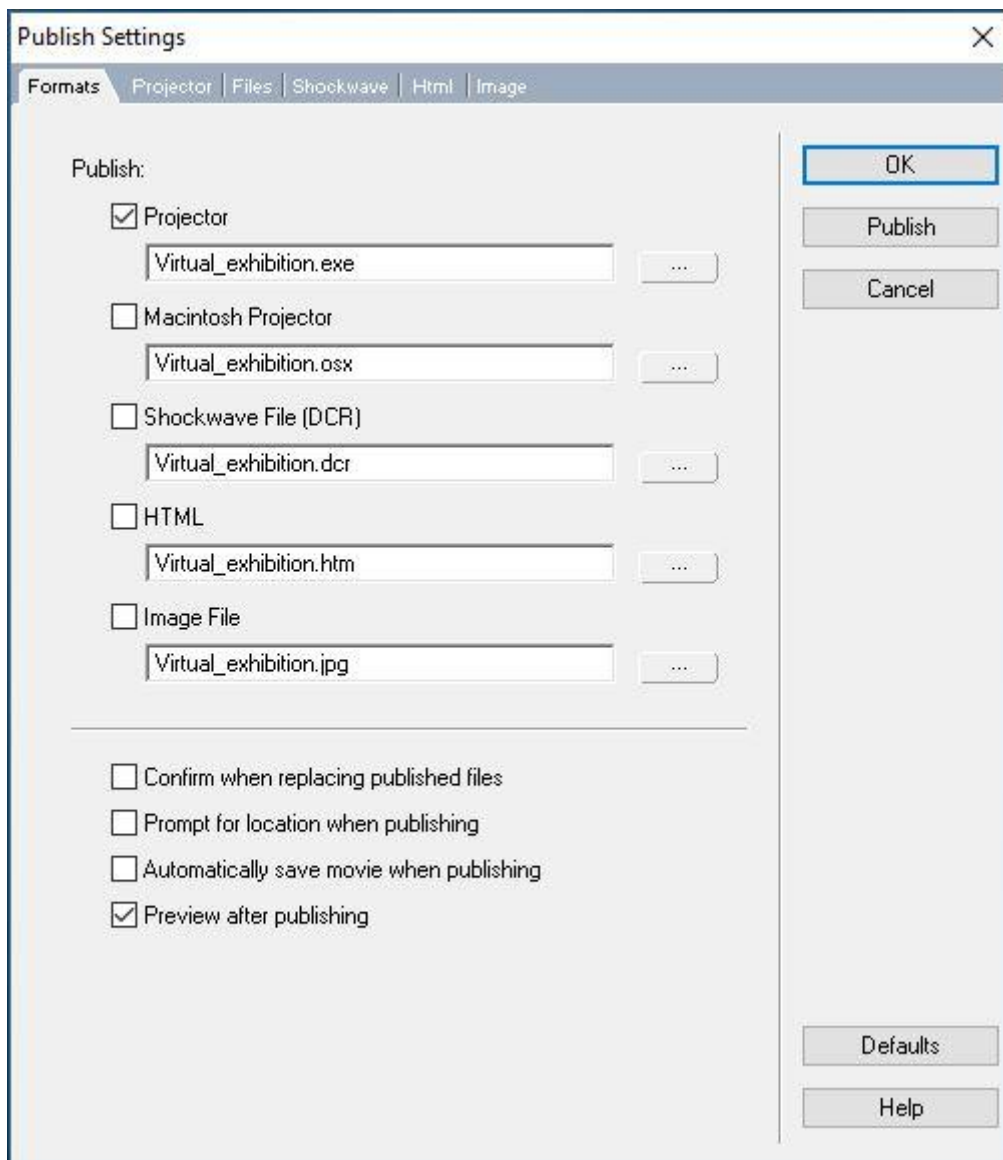 Publish Settings
Formats Projector Files Shockwave Html Image
Publish:
OK
Projector
Publish
Virtual_exhibition.exe
...
Cancel
Macintosh Projector
Virtual_exhibition.osx
...
Shockwave File (DCR)
Virtual_exhibition.dcr
...
HTML
Virtual_exhibition.htm
...
Image File
Virtual_exhibition.jpg
...
Confirm when replacing published files
Prompt for location when publishing
Automatically save movie when publishing
Preview after publishing
Defaults
Help